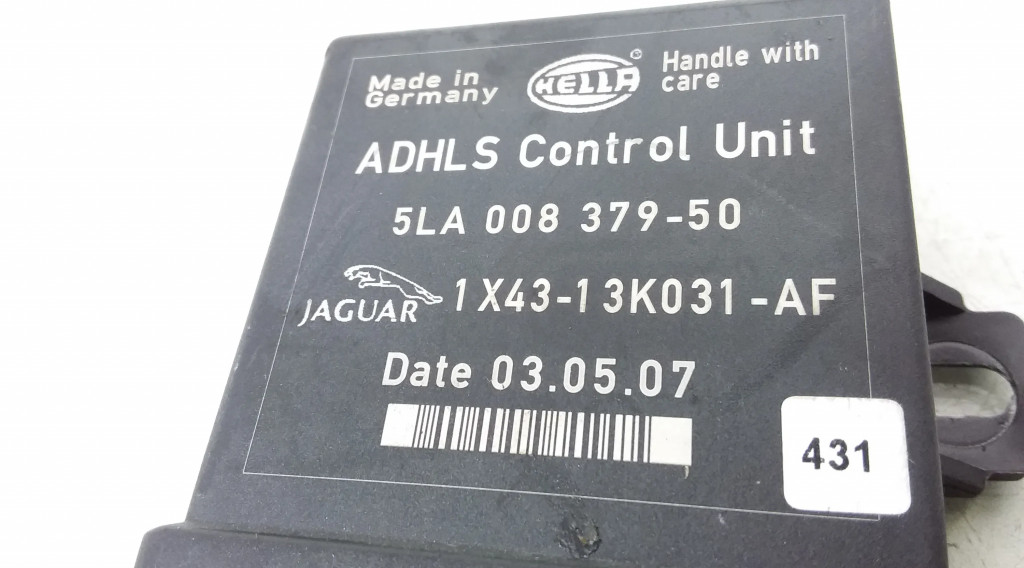 Made in
Germany
HELLA
Handle with
care
ADHLS Control Unit
5LA 008 379-50
JAGUAR 1X43-13K031-AF
Date 03.05.07
431